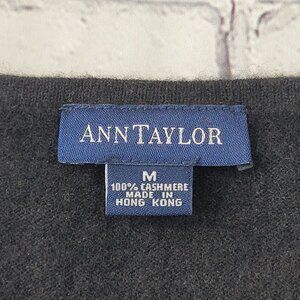 ANN TAYLOR
M
100% CASHMERE
MADE IN
HONG KONG